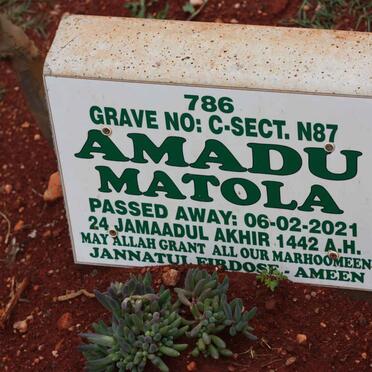 786
GRAVE NO: C-SECT. N87
AMADU
MATOLA
PASSED AWAY: 06-02-2021
24 JAMAADUL AKHIR 1442 A.H.
MAY ALLAH GRANT ALL OUR MARHOOMEEN
JANNATUL FIRDOSE - AMEEN